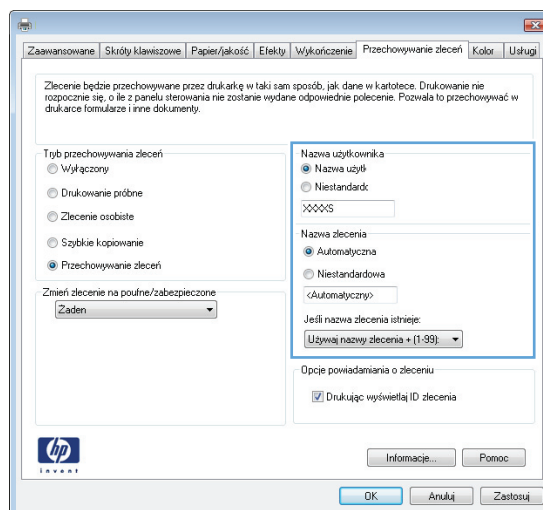 Zaawansowane Skróty klawiszowe Papier/jakość Efekty Wykończenie Przechowywanie zleceń Kolor Usługi
Zlecenie będzie przechowywane przez drukarkę w taki sam sposób, jak dane w kartotece. Drukowanie nie
rozpocznie się, o ile z panelu sterowania nie zostanie wydane odpowiednie polecenie. Pozwala to przechowywać w
drukarce formularze i inne dokumenty.
Tryb przechowywania zleceń
Wyłączony
Drukowanie próbne
Zlecenie osobiste
Szybkie kopiowanie
Przechowywanie zleceń
Zmień zlecenie na poufne/zabezpieczone
Żaden
Nazwa użytkownika
Nazwa użytk
Niestandardc
XXXXS
Nazwa zlecenia
Automatyczna
Niestandardowa
<Automatyczny>
Jeśli nazwa zlecenia istnieje:
Używaj nazwy zlecenia + (1-99):
Opcje powiadamiania o zleceniu
Drukując wyświetlaj ID zlecenia
hp
invent
Informacje... Pomoc
OK Anuluj Zastosuj